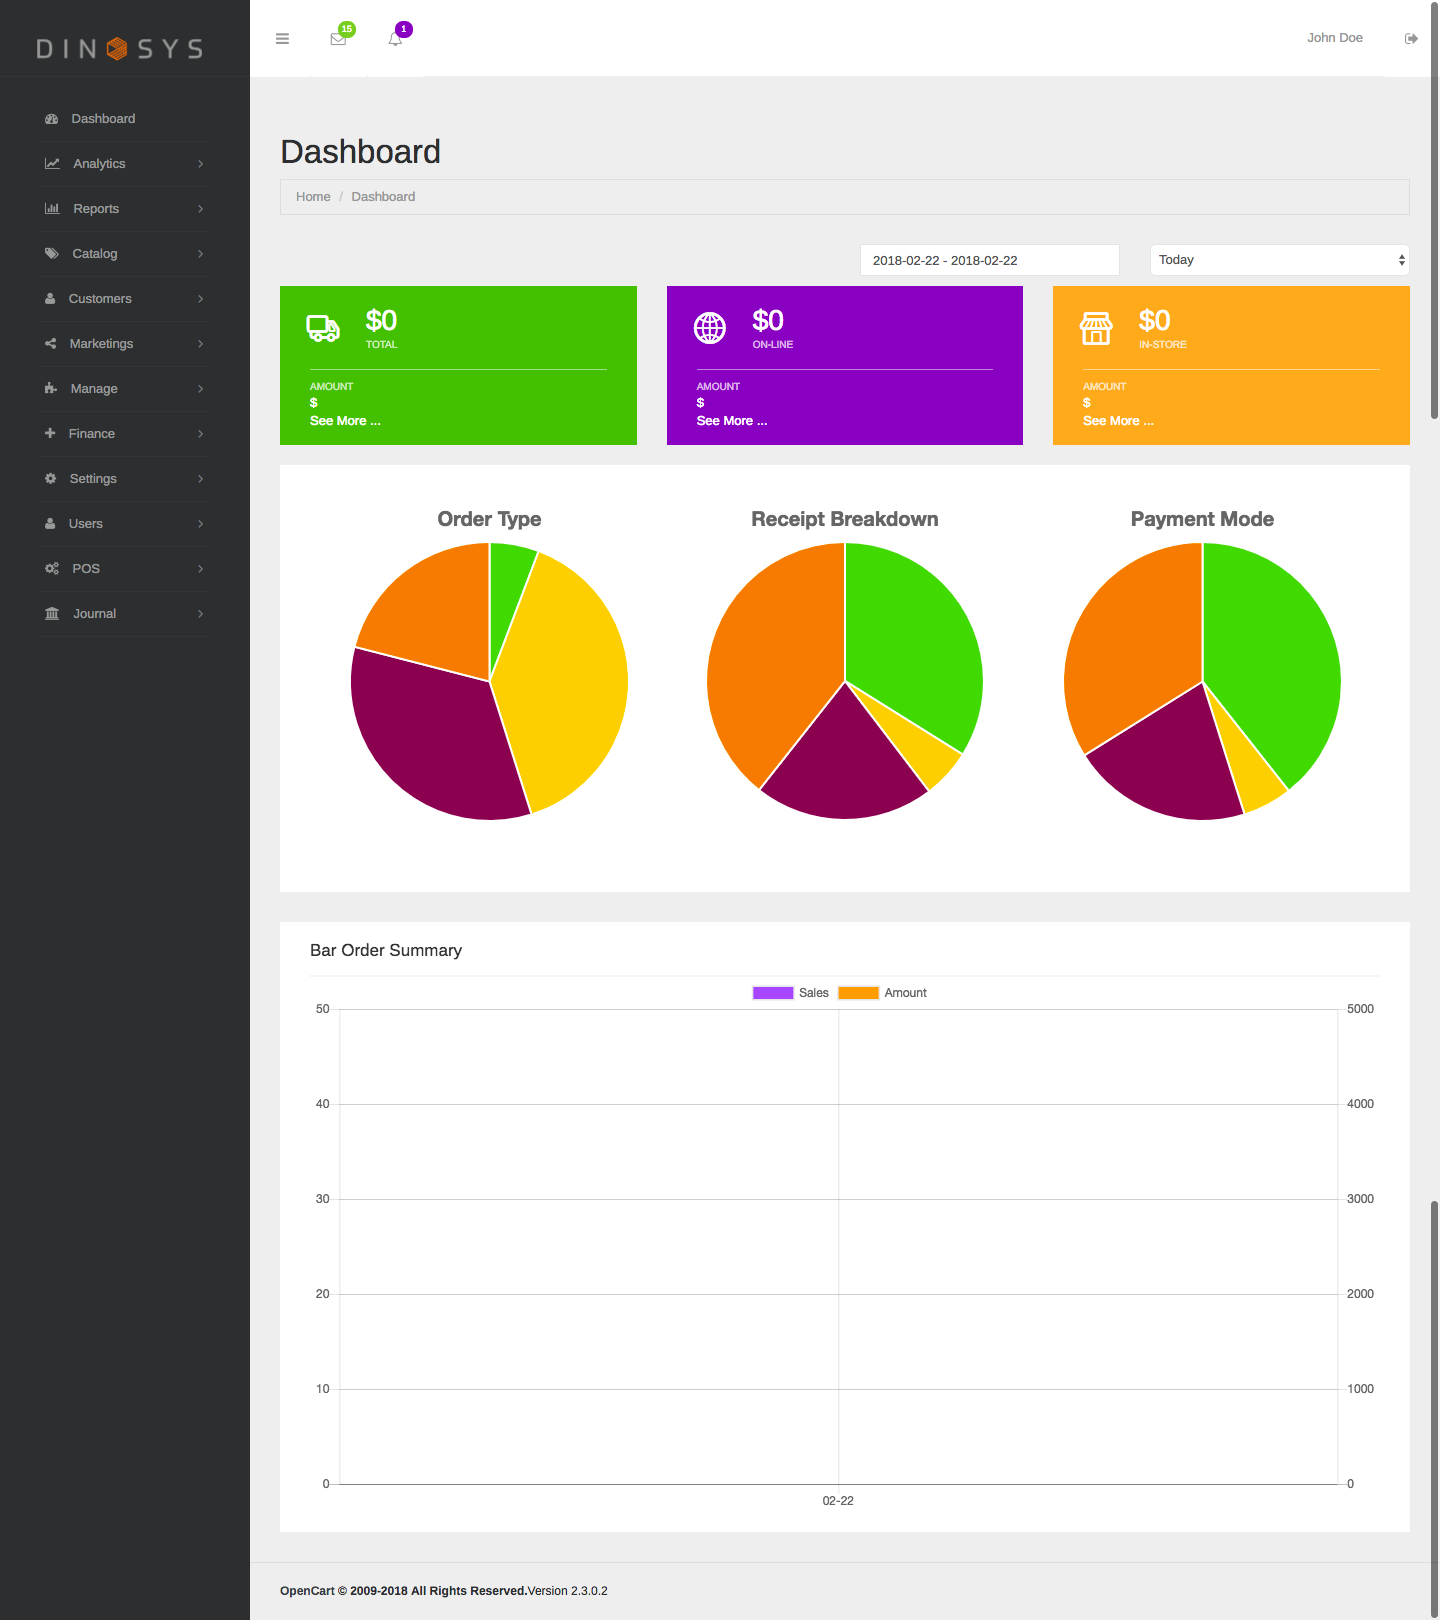 DINOSYS
15
1
John Doe
Dashboard
Analytics
Reports
Catalog
Customers
Marketings
Manage
Finance
Settings
Users
POS
Journal
Dashboard
Home / Dashboard
2018-02-22 - 2018-02-22
Today
$0
TOTAL
AMOUNT
$
See More ...
$0
ON-LINE
AMOUNT
$
See More ...
$0
IN-STORE
AMOUNT
$
See More ...
Order Type
Receipt Breakdown
Payment Mode
Bar Order Summary
Sales
Amount
50
40
30
20
10
0
5000
4000
3000
2000
1000
0
02-22
OpenCart © 2009-2018 All Rights Reserved.Version 2.3.0.2